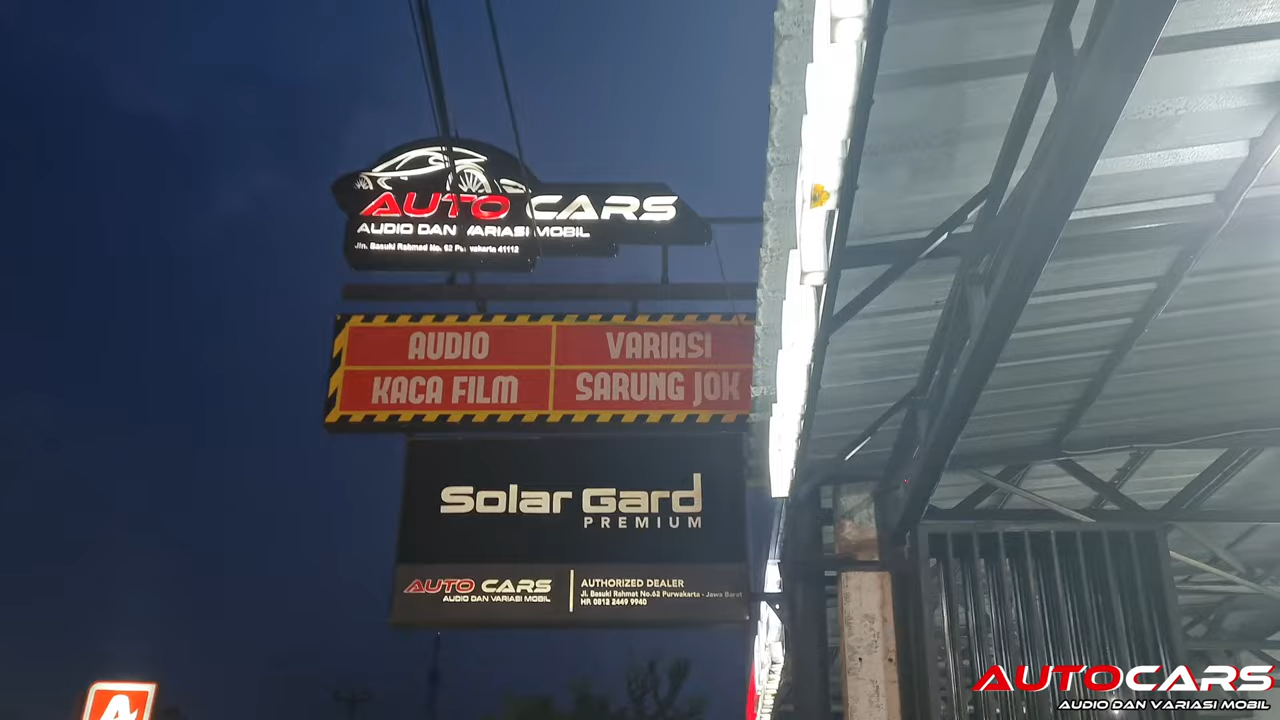 AUTO CARS
AUDIO DAN VARIASI MOBIL
Jln. Basuki Rahmad No. 62 Purwakarta 41112
AUDIO
VARIASI
KACA FILM
SARUNG JOK
Solar Gard
PREMIUM
AUTO CARS
AUDIO DAN VARIASI MOBIL
AUTHORIZED DEALER
Jl. Basuki Rahmat No.62 Purwakarta - Jawa Barat
HP. 0812 2449 9940
A
AUTOCARS
AUDIO DAN VARIASI MOBIL